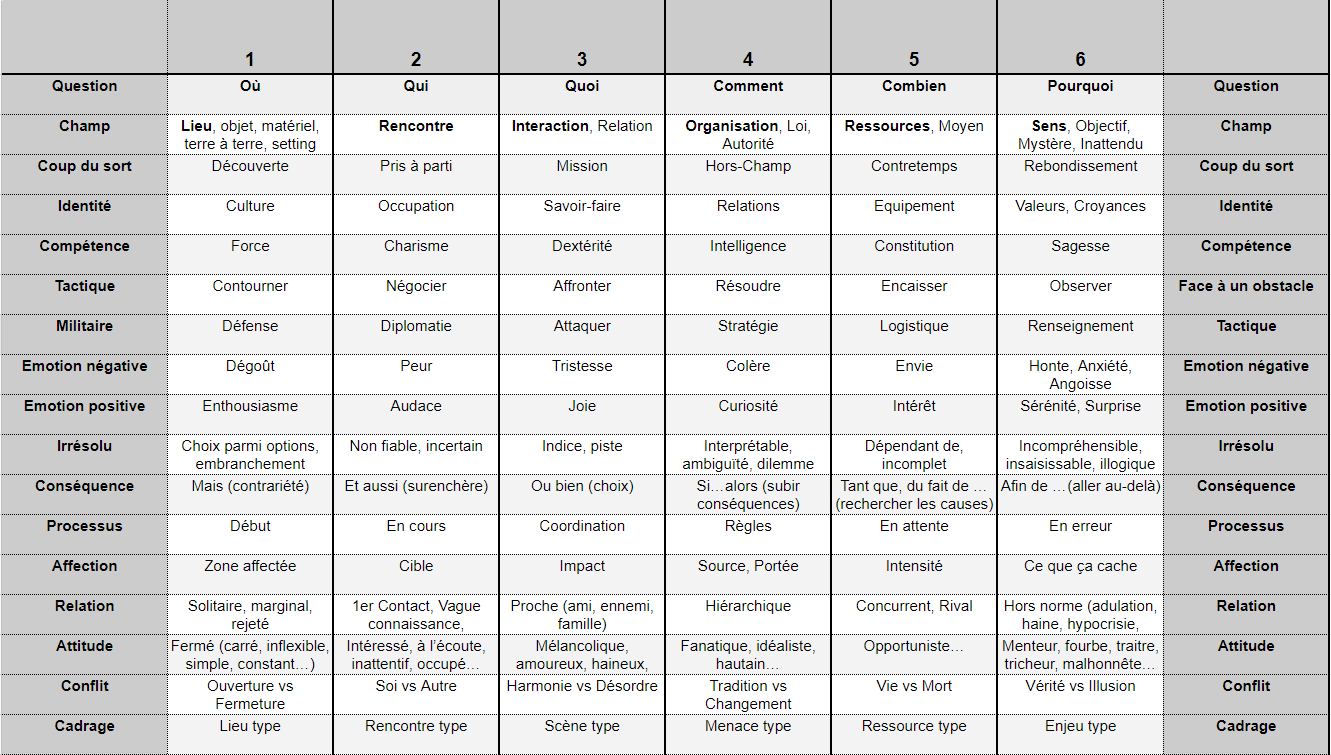 1 2 3 4 5 6
Question Où Qui Quoi Comment Combien Pourquoi Question
Champ Lieu, objet, matériel, terre à terre, setting Rencontre Interaction, Relation Organisation, Loi, Autorité Ressources, Moyen Sens, Objectif, Mystère, Inattendu Champ
Coup du sort Découverte Pris à parti Mission Hors-Champ Contretemps Rebondissement Coup du sort
Identité Culture Occupation Savoir-faire Relations Equipement Valeurs, Croyances Identité
Compétence Force Charisme Dextérité Intelligence Constitution Sagesse Compétence
Tactique Contourner Négocier Affronter Résoudre Encaisser Observer Face à un obstacle
Militaire Défense Diplomatie Attaquer Stratégie Logistique Renseignement Tactique
Emotion négative Dégoût Peur Tristesse Colère Envie Honte, Anxiété, Angoisse Emotion négative
Emotion positive Enthousiasme Audace Joie Curiosité Intérêt Sérénité, Surprise Emotion positive
Irrésolu Choix parmi options, embranchement Non fiable, incertain Indice, piste Interprétable, ambiguïté, dilemme Dépendant de, incomplet Incompréhensible, insaisissable, illogique Irrésolu
Conséquence Mais (contrariété) Et aussi (surenchère) Ou bien (choix) Si…alors (subir conséquences) Tant que, du fait de … (rechercher les causes) Afin de …(aller au-delà) Conséquence
Processus Début En cours Coordination Règles En attente En erreur Processus
Affection Zone affectée Cible Impact Source, Portée Intensité Ce que ça cache Affection
Relation Solitaire, marginal, rejeté 1er Contact, Vague connaissance, Proche (ami, ennemi, famille) Hiérarchique Concurrent, Rival Hors norme (adulation, haine, hypocrisie, Relation
Attitude Fermé (carré, inflexible, simple, constant…) Intéressé, à l'écoute, inattentif, occupé… Mélancolique, amoureux, haineux, Fanatique, idéaliste, hautain… Opportuniste… Menteur, fourbe, traitre, tricheur, malhonnête… Attitude
Conflit Ouverture vs Fermeture Soi vs Autre Harmonie vs Désordre Tradition vs Changement Vie vs Mort Vérité vs Illusion Conflit
Cadrage Lieu type Rencontre type Scène type Menace type Ressource type Enjeu type Cadrage